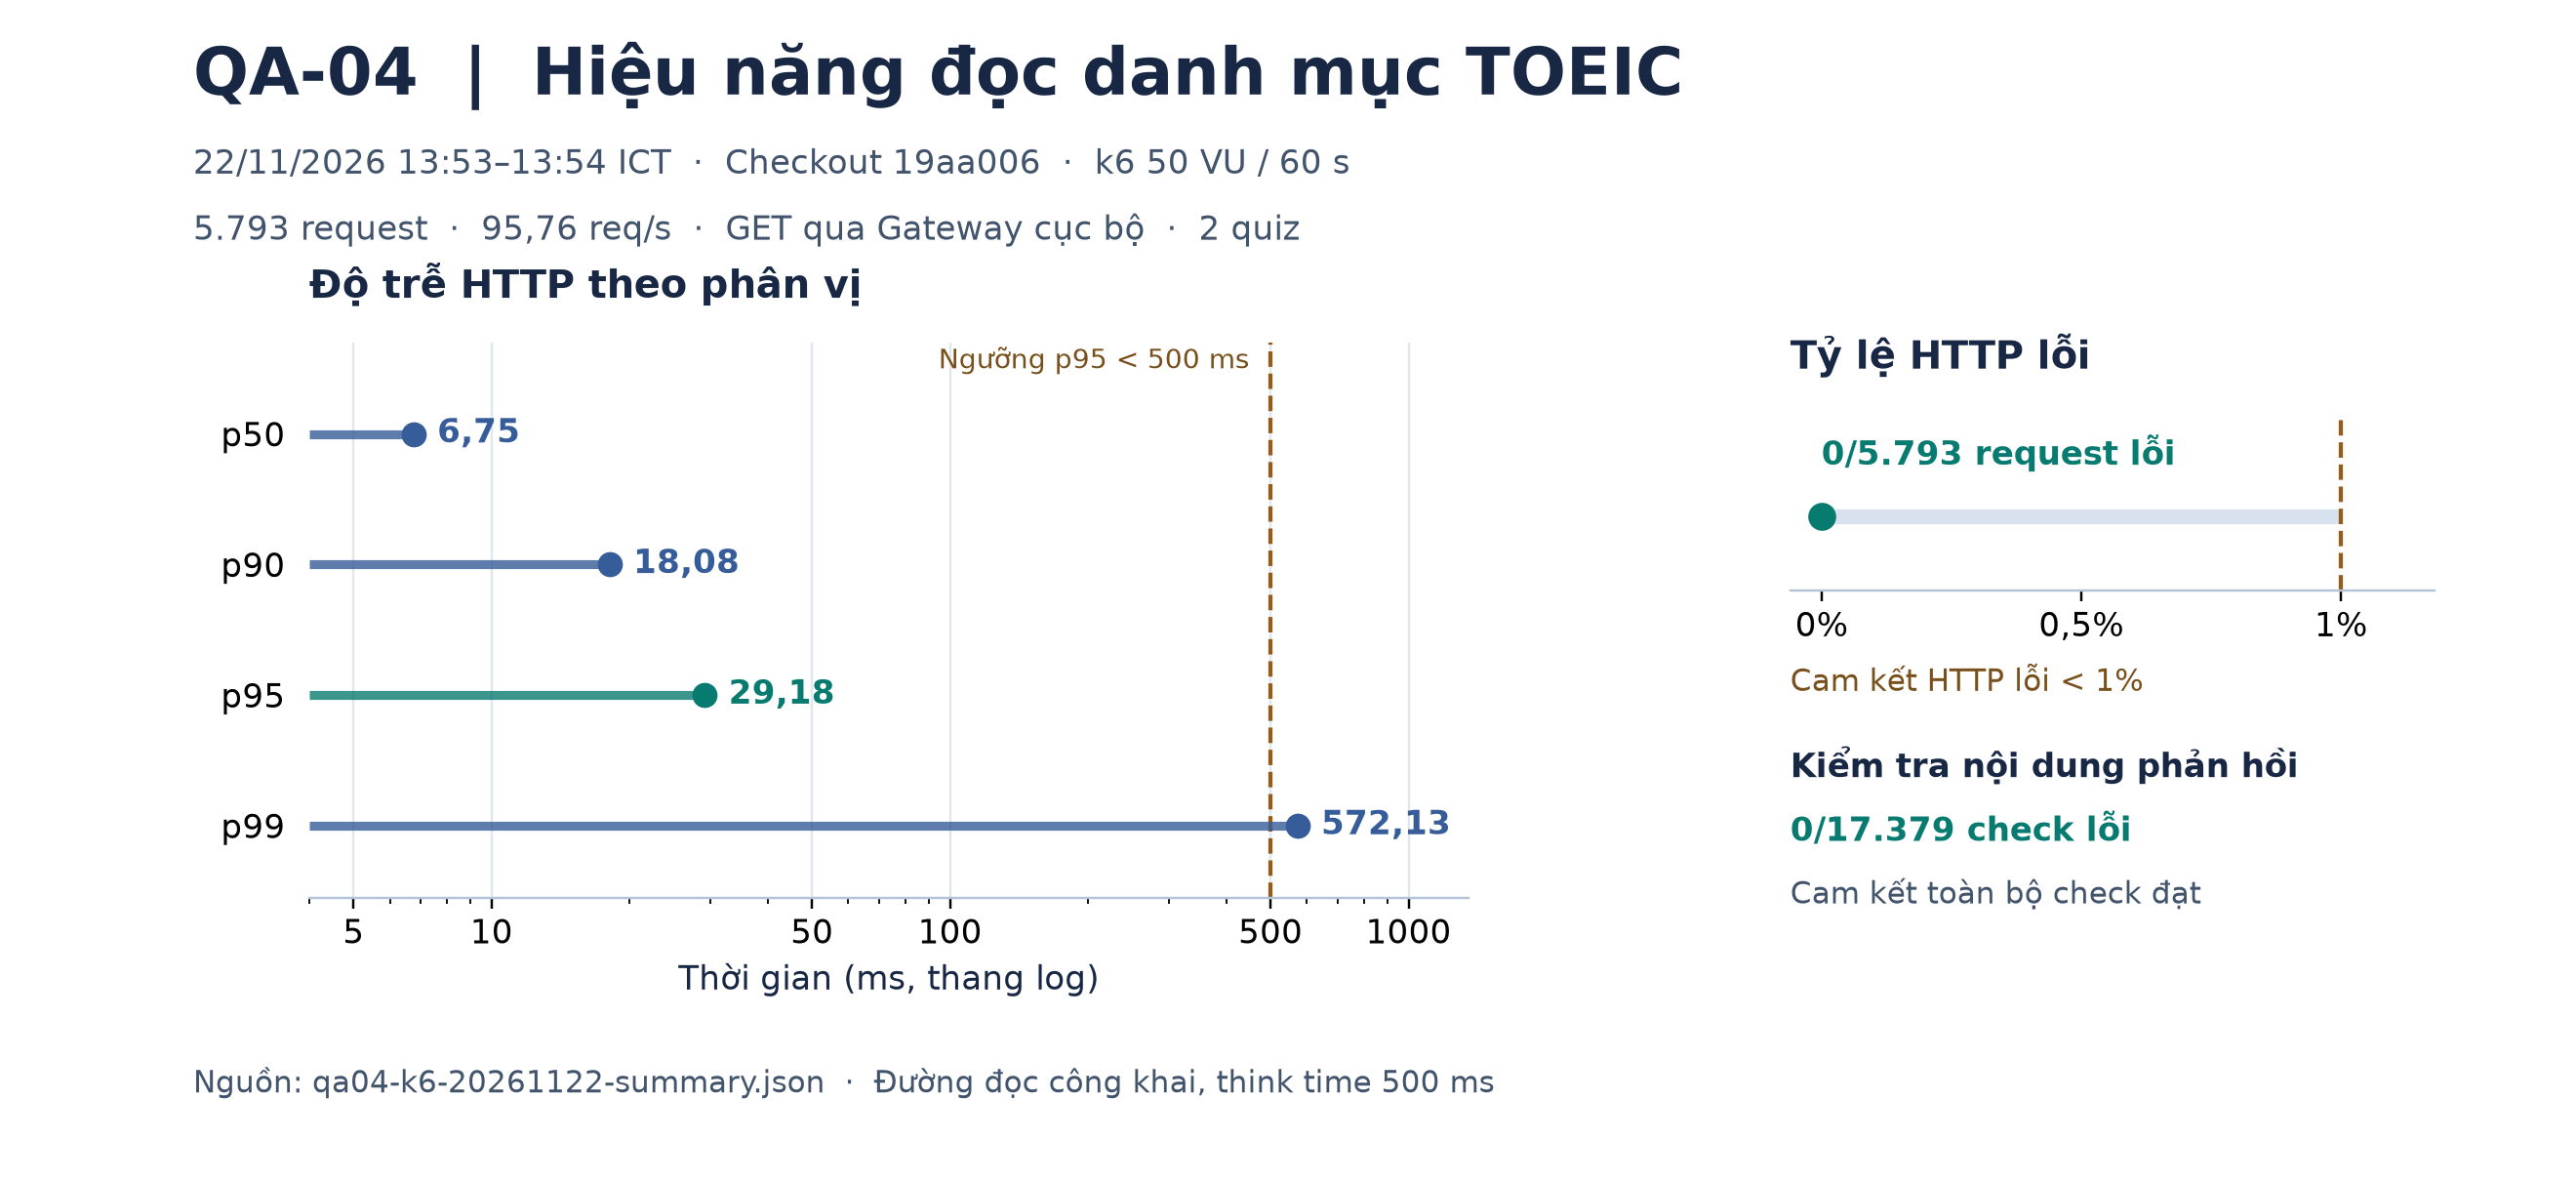 QA-04 | Hiệu năng đọc danh mục TOEIC
22/11/2026 13:53–13:54 ICT · Checkout 19aa006 · k6 50 VU / 60 s
5.793 request · 95,76 req/s · GET qua Gateway cục bộ · 2 quiz
Độ trễ HTTP theo phân vị
Ngưỡng p95 < 500 ms
p50 6,75
p90 18,08
p95 29,18
p99 572,13
5 10 50 100 500 1000
Thời gian (ms, thang log)
Tỷ lệ HTTP lỗi
0/5.793 request lỗi
0% 0,5% 1%
Cam kết HTTP lỗi < 1%
Kiểm tra nội dung phản hồi
0/17.379 check lỗi
Cam kết toàn bộ check đạt
Nguồn: qa04-k6-20261122-summary.json · Đường đọc công khai, think time 500 ms